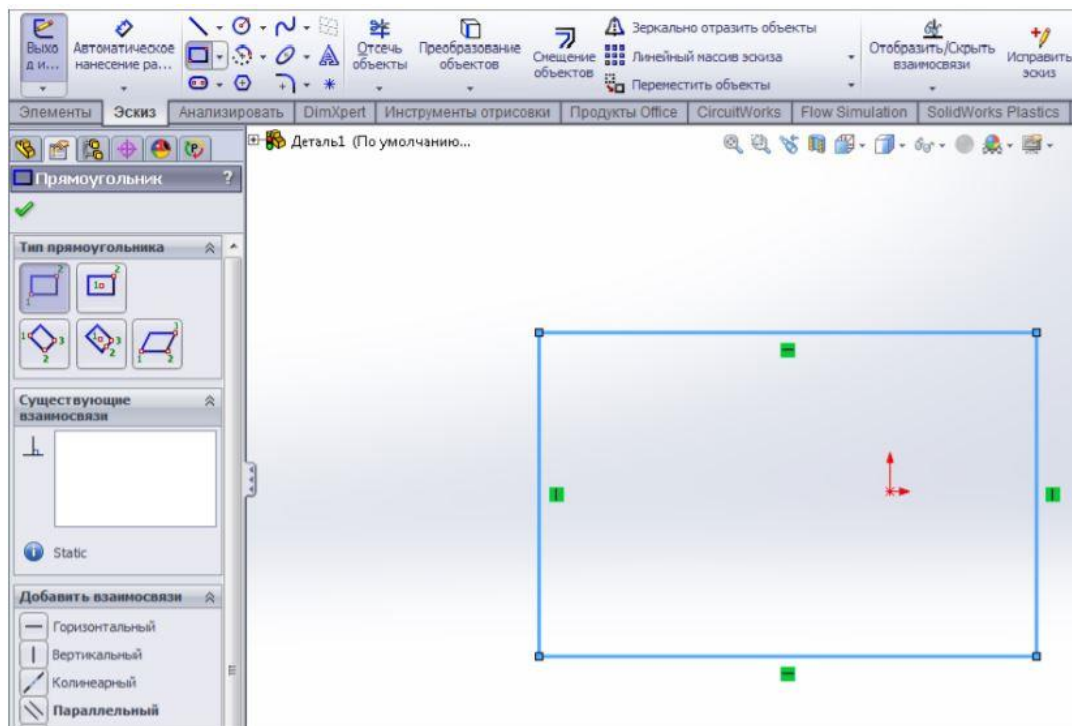 Выхо
д и...
Автоматическое
нанесение ра...
Отсечь
объекты
Преобразование
объектов
Смещение
объектов
Зеркально отразить объекты
Линейный массив эскиза
Переместить объекты
Отобразить/Скрыть
взаимосвязи
Исправить
эскиз
Элементы Эскиз Анализировать DimXpert Инструменты отрисовки Продукты Office CircuitWorks Flow Simulation SolidWorks Plastics
Деталь1 (По умолчанию...
Прямоугольник ?
Тип прямоугольника
Существующие
взаимосвязи
Static
Добавить взаимосвязи
Горизонтальный
Вертикальный
Колинеарный
Параллельный